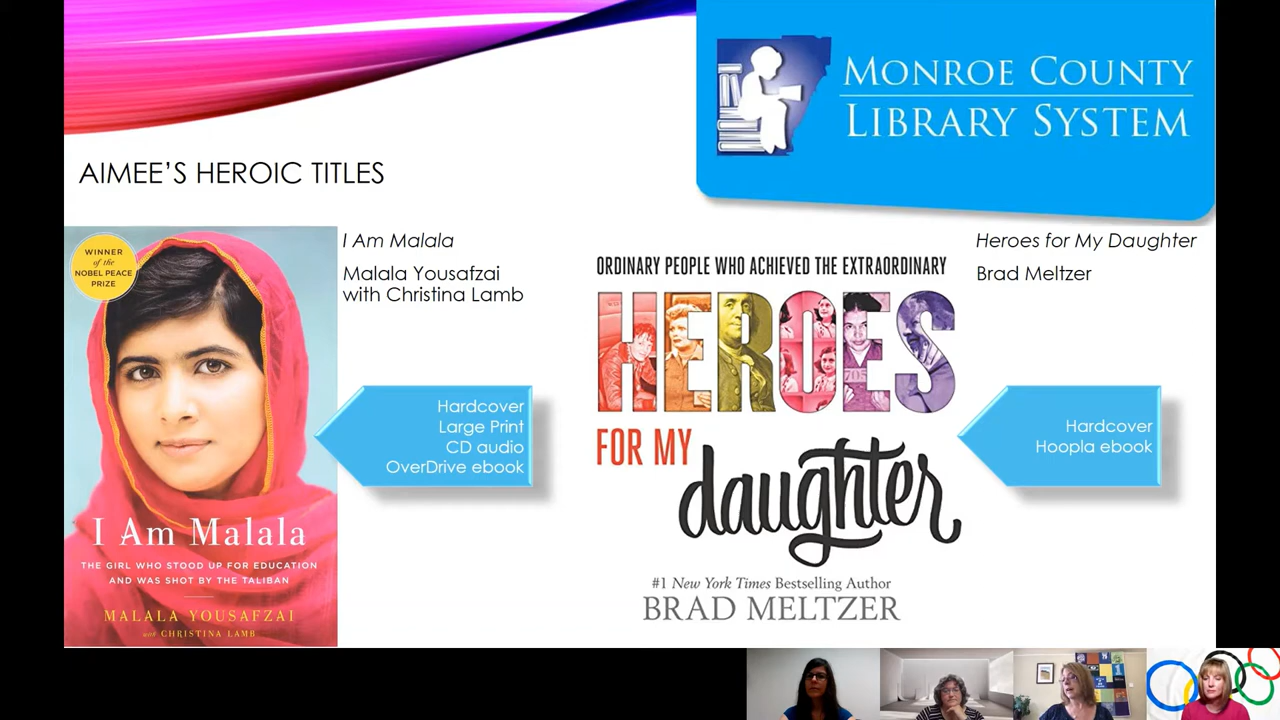 MONROE COUNTY
LIBRARY SYSTEM
AIMEE'S HEROIC TITLES
WINNER
of the
NOBEL PEACE
PRIZE
I Am Malala
THE GIRL WHO STOOD UP FOR EDUCATION
AND WAS SHOT BY THE TALIBAN
MALALA YOUSAFZAI
with CHRISTINA LAMB
I Am Malala
Malala Yousafzai
with Christina Lamb
Hardcover
Large Print
CD audio
OverDrive ebook
ORDINARY PEOPLE WHO ACHIEVED THE EXTRAORDINARY
HEROES
FOR MY
daughter
#1 New York Times Bestselling Author
BRAD MELTZER
Heroes for My Daughter
Brad Meltzer
Hardcover
Hoopla ebook